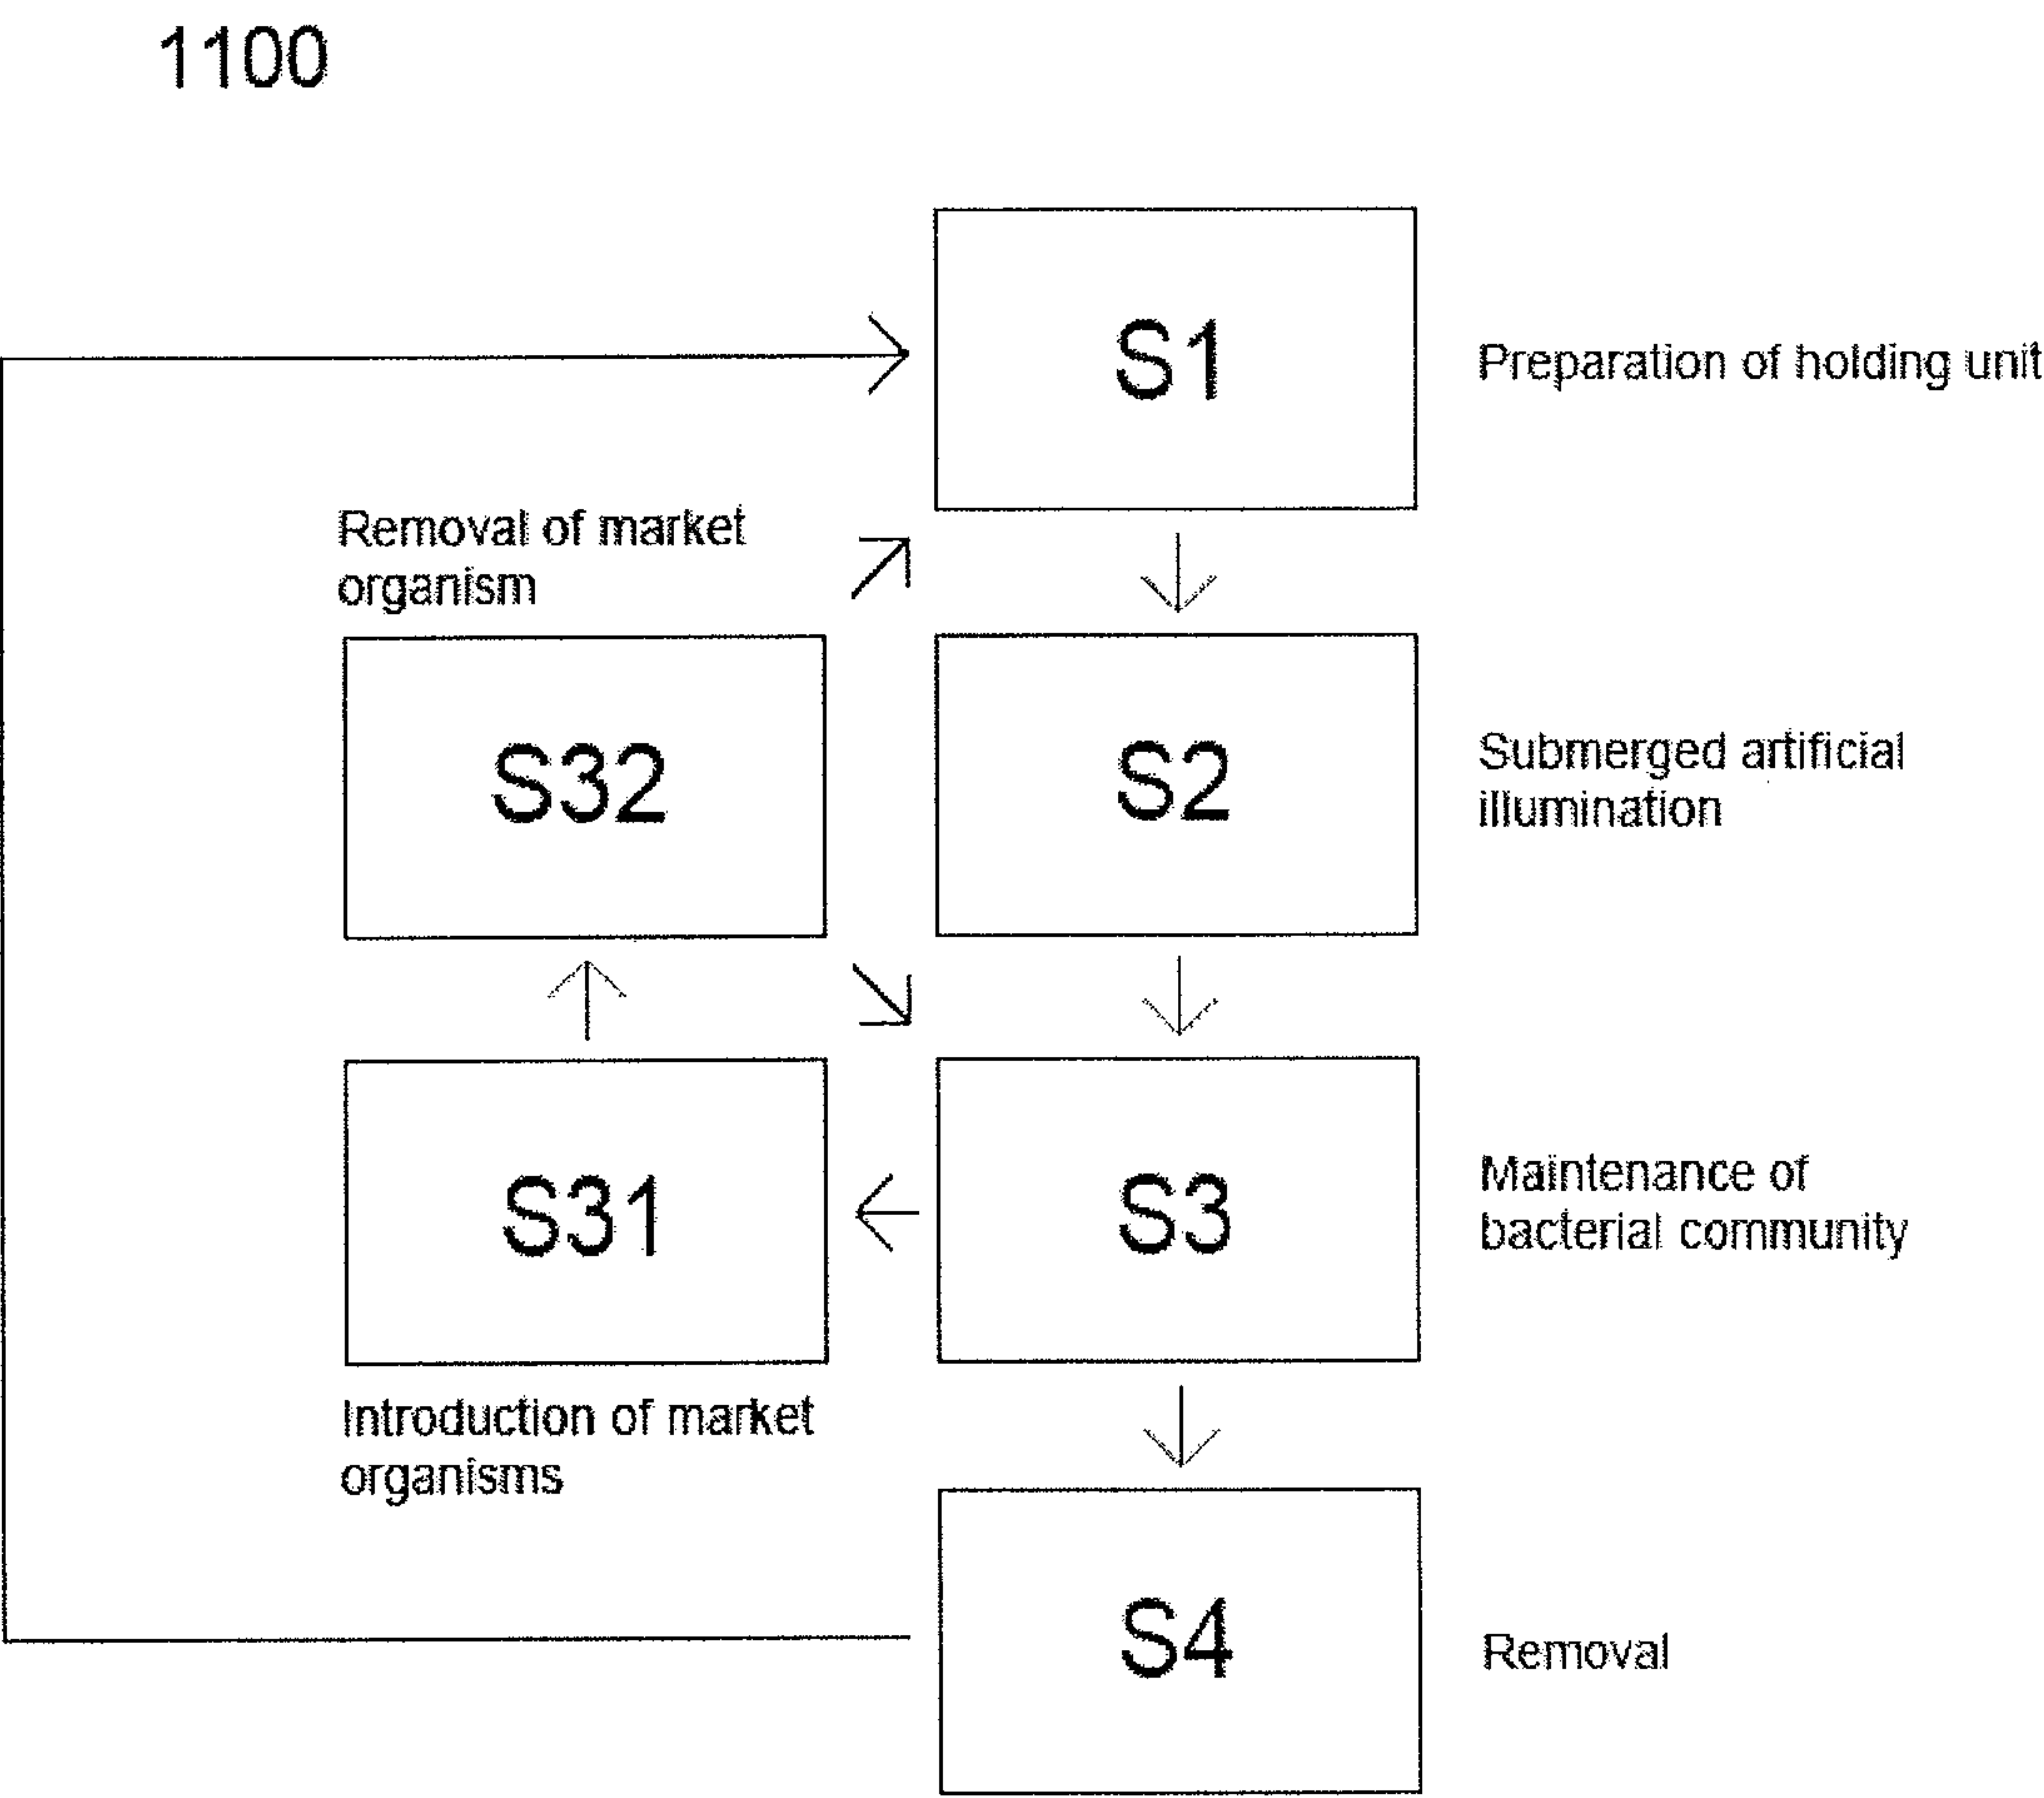 1100
S1
Preparation of holding unit
Removal of market
organism
S32
S2
Submerged artificial
illumination
S31
S3
Maintenance of
bacterial community
Introduction of market
organisms
S4
Removal